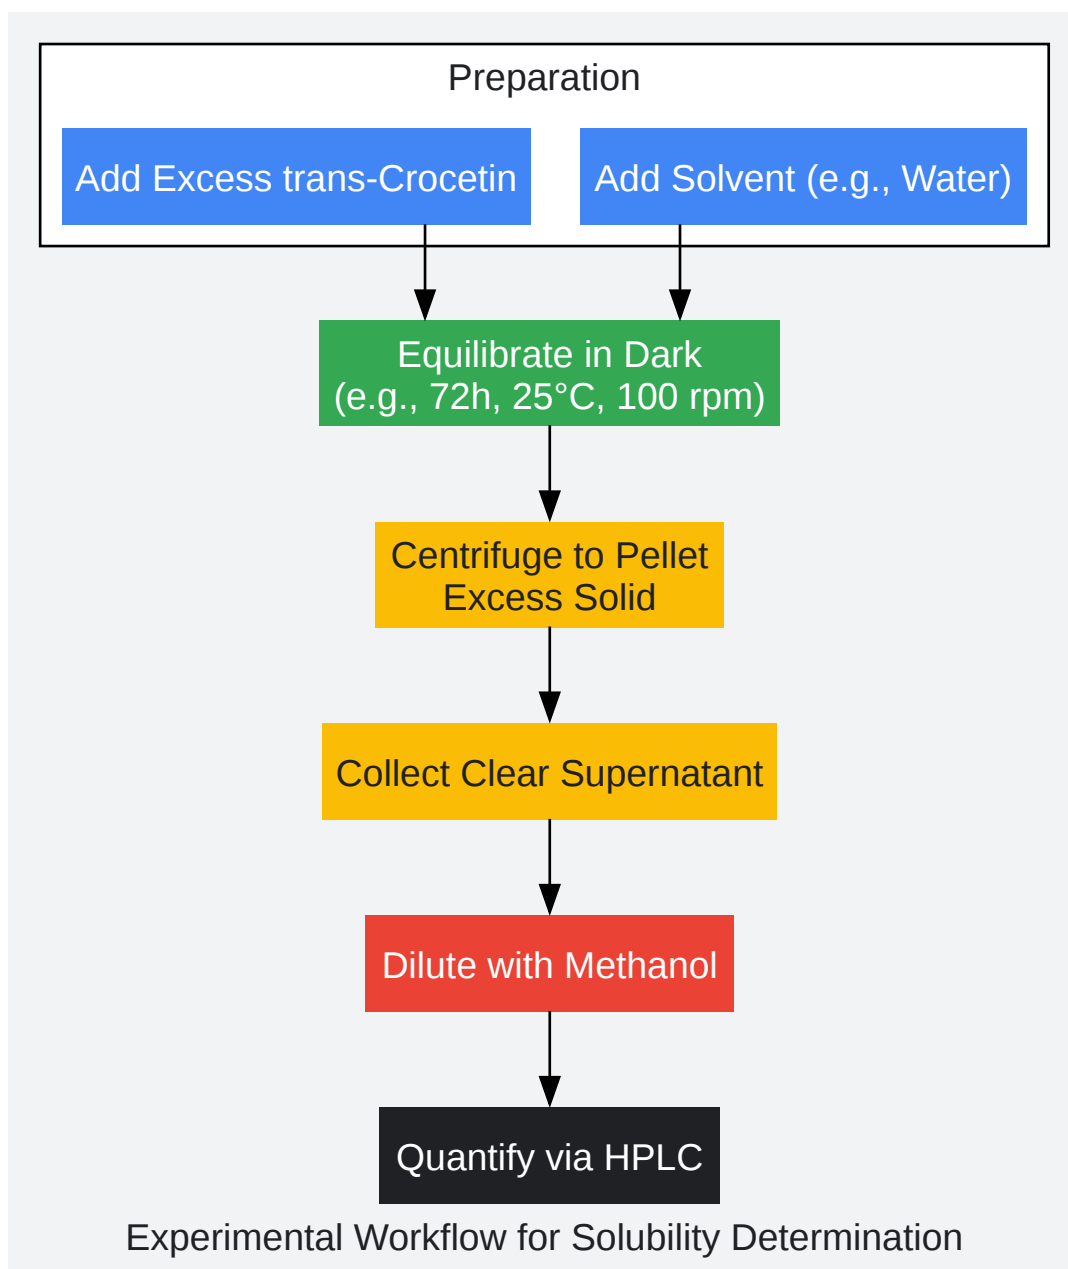 Preparation
Add Excess trans-Crocetin
Add Solvent (e.g., Water)
Equilibrate in Dark
(e.g., 72h, 25°C, 100 rpm)
Centrifuge to Pellet
Excess Solid
Collect Clear Supernatant
Dilute with Methanol
Quantify via HPLC
Experimental Workflow for Solubility Determination